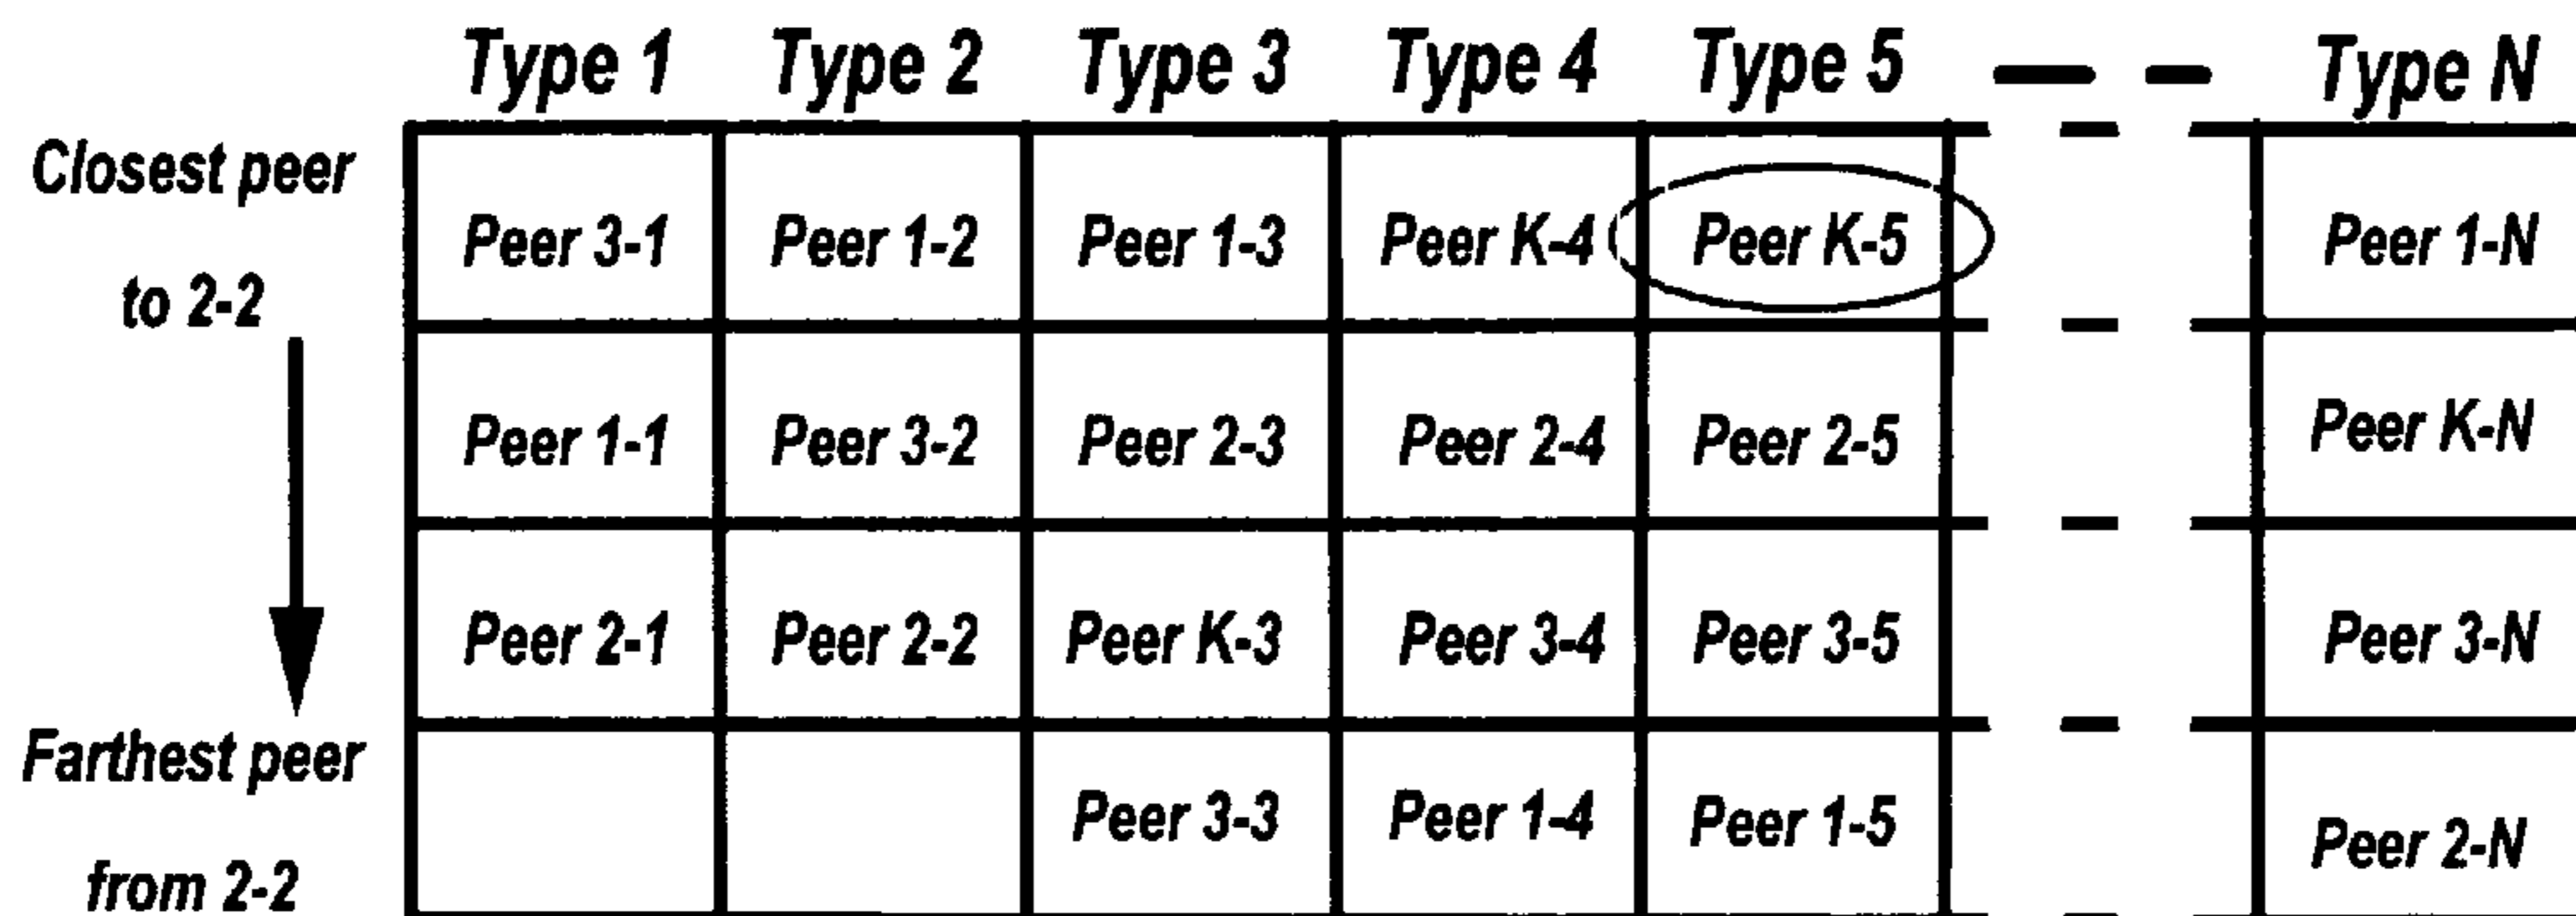 Type 1 Type 2 Type 3 Type 4 Type 5 Type N
Closest peer
to 2-2
Peer 3-1 Peer 1-2 Peer 1-3 Peer K-4 Peer K-5 Peer 1-N
Peer 1-1 Peer 3-2 Peer 2-3 Peer 2-4 Peer 2-5 Peer K-N
Peer 2-1 Peer 2-2 Peer K-3 Peer 3-4 Peer 3-5 Peer 3-N
Farthest peer
from 2-2
Peer 3-3 Peer 1-4 Peer 1-5 Peer 2-N